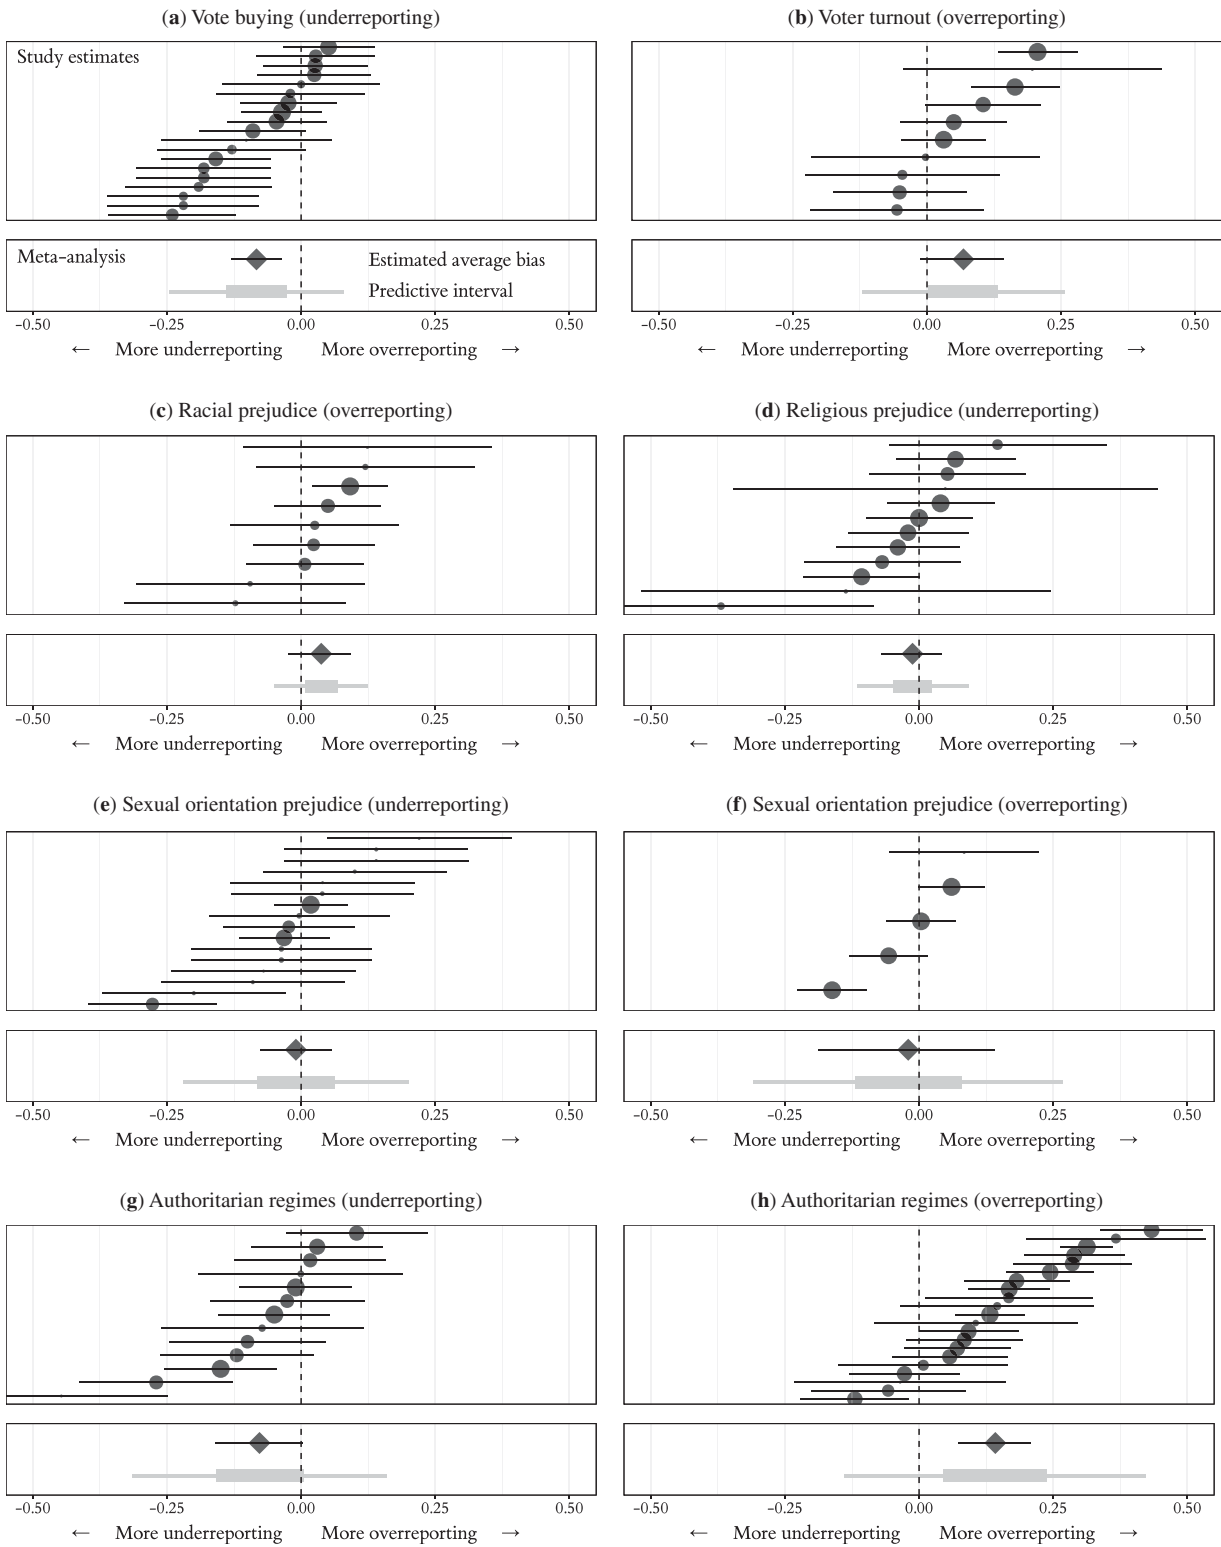 (a) Vote buying (underreporting)
(b) Voter turnout (overreporting)
Study estimates
Meta-analysis
Estimated average bias
Predictive interval
-0.50 -0.25 0.00 0.25 0.50
-0.50 -0.25 0.00 0.25 0.50
← More underreporting More overreporting →
← More underreporting More overreporting →
(c) Racial prejudice (overreporting)
(d) Religious prejudice (underreporting)
-0.50 -0.25 0.00 0.25 0.50
-0.50 -0.25 0.00 0.25 0.50
← More underreporting More overreporting →
← More underreporting More overreporting →
(e) Sexual orientation prejudice (underreporting)
(f) Sexual orientation prejudice (overreporting)
-0.50 -0.25 0.00 0.25 0.50
-0.50 -0.25 0.00 0.25 0.50
← More underreporting More overreporting →
← More underreporting More overreporting →
(g) Authoritarian regimes (underreporting)
(h) Authoritarian regimes (overreporting)
-0.50 -0.25 0.00 0.25 0.50
-0.50 -0.25 0.00 0.25 0.50
← More underreporting More overreporting →
← More underreporting More overreporting →